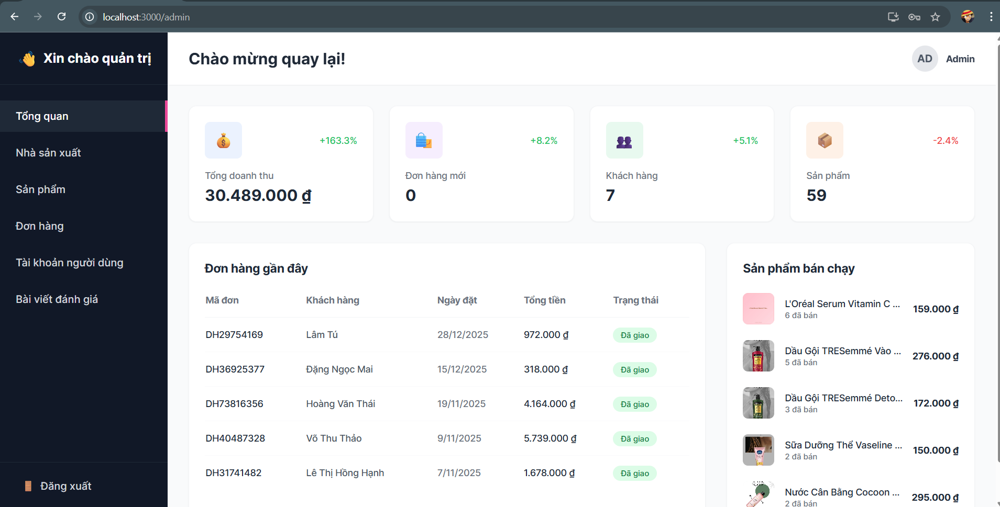 localhost:3000/admin
Xin chào quản trị
Chào mừng quay lại!
AD
Admin
Tổng quan
Nhà sản xuất
Sản phẩm
Đơn hàng
Tài khoản người dùng
Bài viết đánh giá
Đăng xuất
+163.3%
Tổng doanh thu
30.489.000 ₫
+8.2%
Đơn hàng mới
0
+5.1%
Khách hàng
7
-2.4%
Sản phẩm
59
Đơn hàng gần đây
Mã đơn Khách hàng Ngày đặt Tổng tiền Trạng thái
DH29754169 Lâm Tú 28/12/2025 972.000 ₫ Đã giao
DH36925377 Đặng Ngọc Mai 15/12/2025 318.000 ₫ Đã giao
DH73816356 Hoàng Văn Thái 19/11/2025 4.164.000 ₫ Đã giao
DH40487328 Võ Thu Thảo 9/11/2025 5.739.000 ₫ Đã giao
DH31741482 Lê Thị Hồng Hạnh 7/11/2025 1.678.000 ₫ Đã giao
Sản phẩm bán chạy
L'Oréal Serum Vitamin C ... 159.000 ₫
6 đã bán
Dầu Gội TRESemmé Vào ... 276.000 ₫
5 đã bán
Dầu Gội TRESemmé Deto... 172.000 ₫
3 đã bán
Sữa Dưỡng Thể Vaseline ... 150.000 ₫
2 đã bán
Nước Cân Bằng Cocoon ... 295.000 ₫
2 đã bán